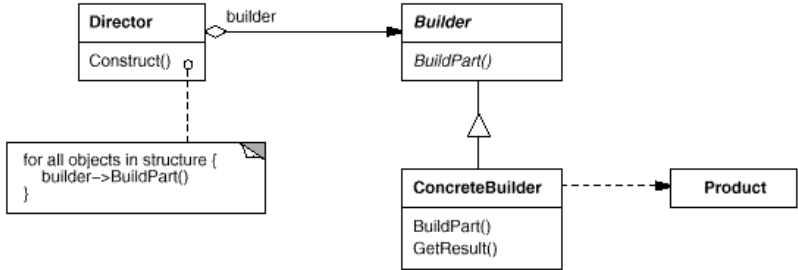 Director
builder
Builder
Construct()
BuildPart()
for all objects in structure {
builder->BuildPart()
}
ConcreteBuilder
Product
BuildPart()
GetResult()